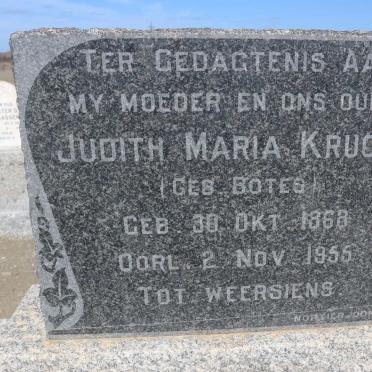 TER GEDAGTENIS
MY MOEDER EN ONS
JUDITH MARIA
(GEB. BOTES)
GEB. 30 OKT. 1868
OORL. 2 NOV. 1955
TOT WEERSIENS